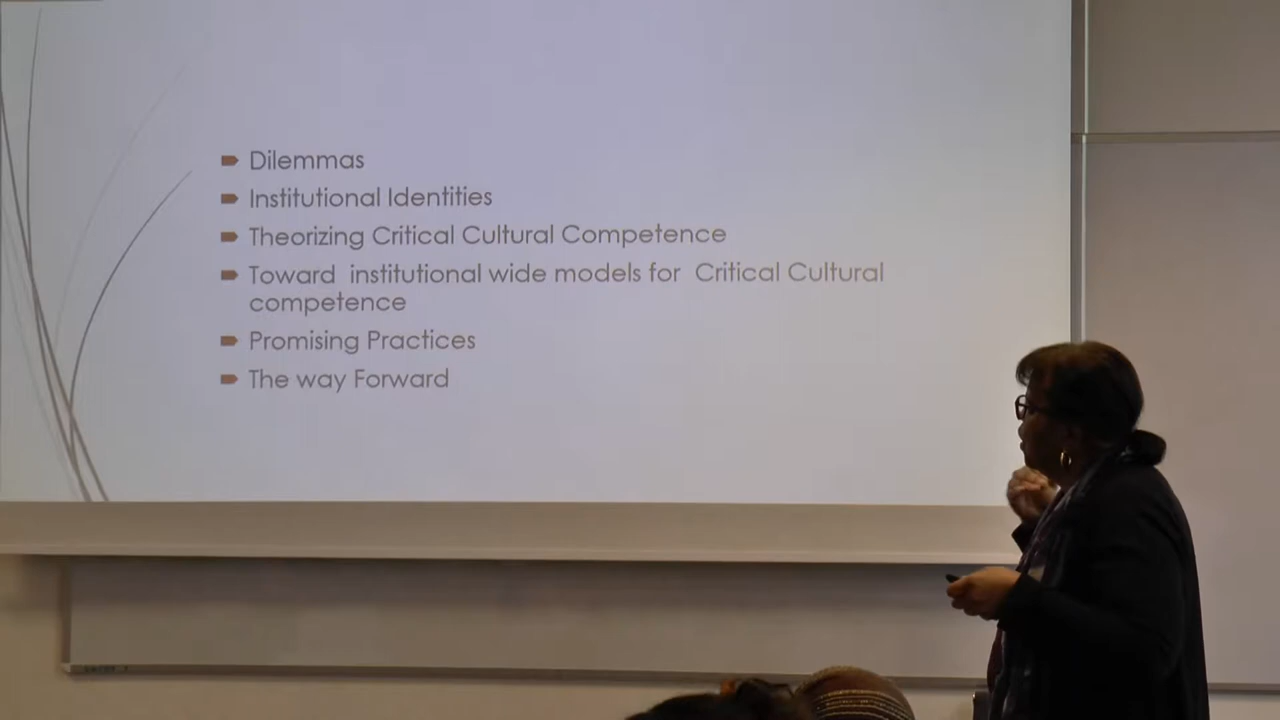 Dilemmas
Institutional Identities
Theorizing Critical Cultural Competence
Toward institutional wide models for Critical Cultural
competence
Promising Practices
The way Forward